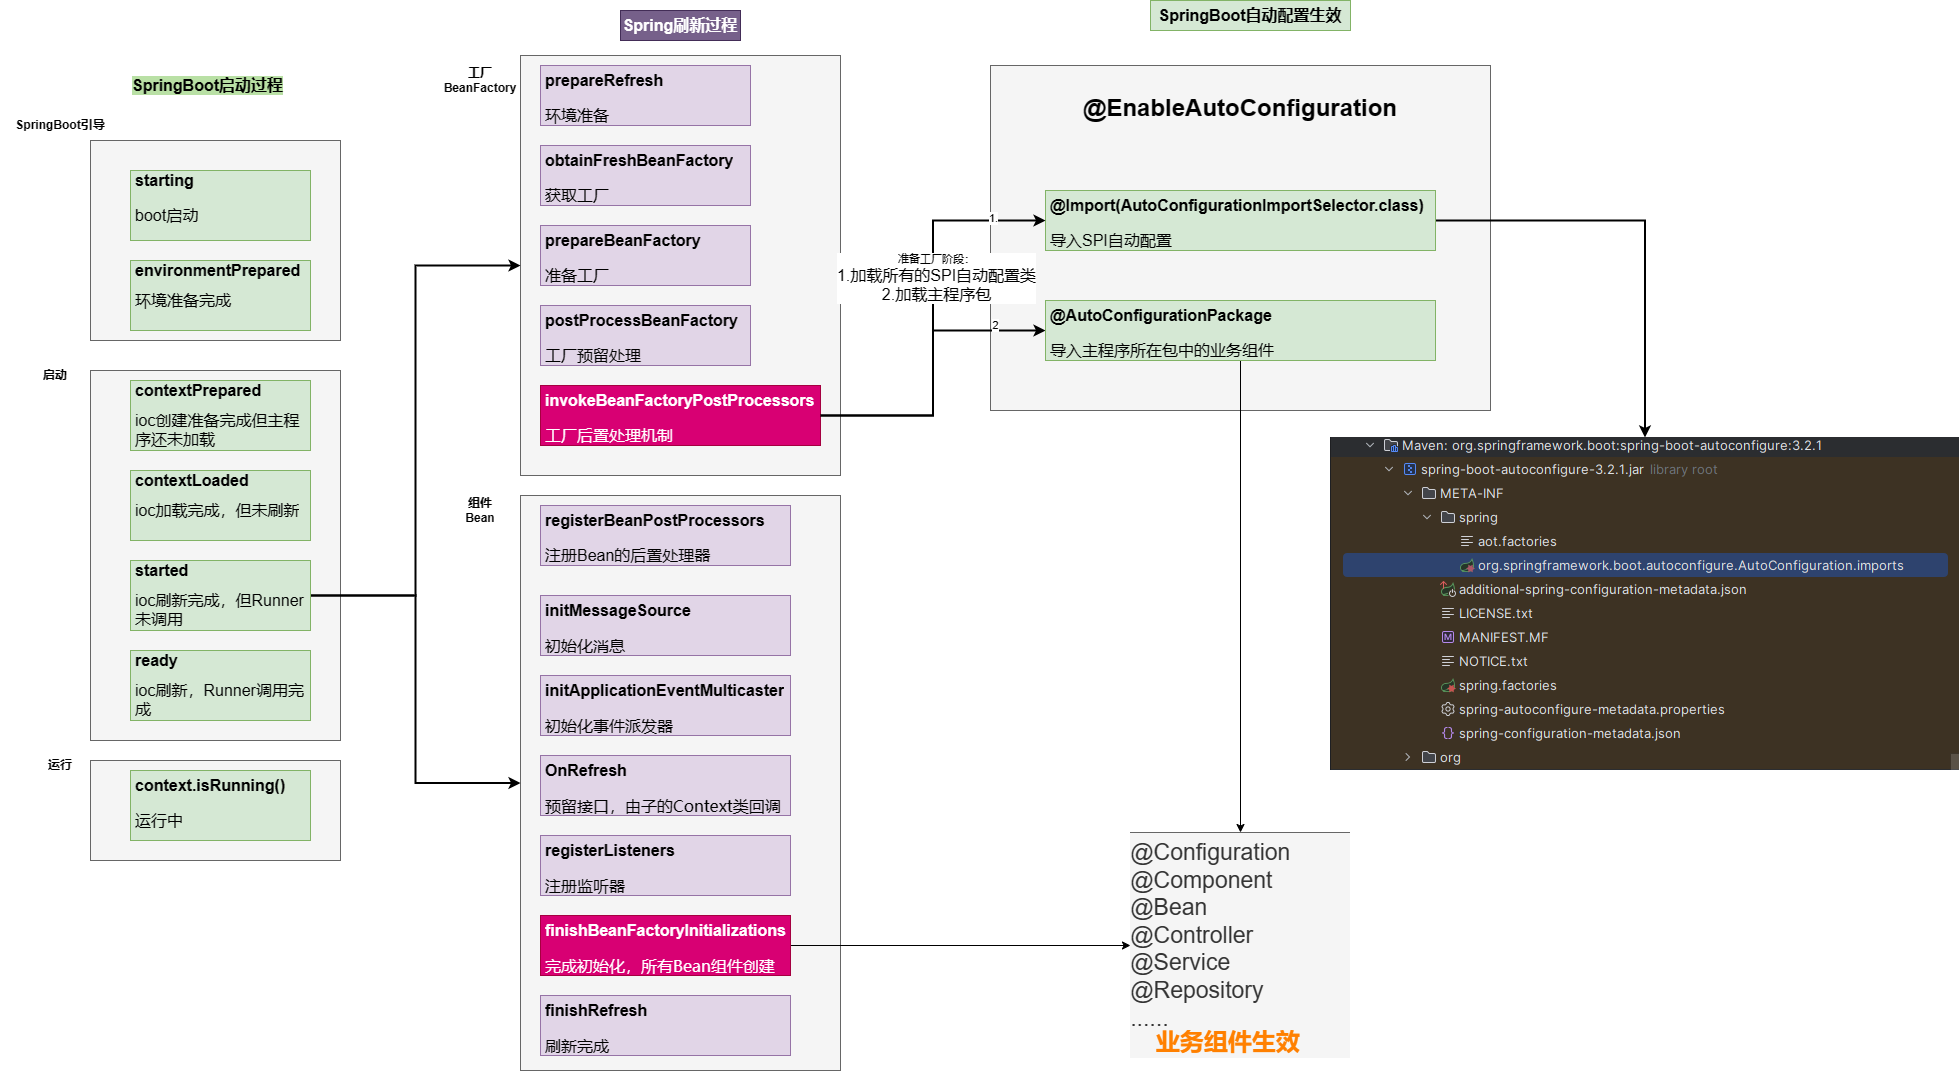 SpringBoot启动过程
SpringBoot引导
starting
boot启动
environmentPrepared
环境准备完成
启动
contextPrepared
ioc创建准备完成但主程
序还未加载
contextLoaded
ioc加载完成，但未刷新
started
ioc刷新完成，但Runner
未调用
ready
ioc刷新，Runner调用完
成
运行
context.isRunning()
运行中
Spring刷新过程
工厂
BeanFactory
prepareRefresh
环境准备
obtainFreshBeanFactory
获取工厂
prepareBeanFactory
准备工厂
postProcessBeanFactory
工厂预留处理
invokeBeanFactoryPostProcessors
工厂后置处理机制
组件
Bean
registerBeanPostProcessors
注册Bean的后置处理器
initMessageSource
初始化消息
initApplicationEventMulticaster
初始化事件派发器
OnRefresh
预留接口，由子的Context类回调
registerListeners
注册监听器
finishBeanFactoryInitializations
完成初始化，所有Bean组件创建
finishRefresh
刷新完成
准备工厂阶段：
1.加载所有的SPI自动配置类
2.加载主程序包
1.
2
SpringBoot自动配置生效
@EnableAutoConfiguration
@Import(AutoConfigurationImportSelector.class)
导入SPI自动配置
@AutoConfigurationPackage
导入主程序所在包中的业务组件
Maven: org.springframework.boot:spring-boot-autoconfigure:3.2.1
spring-boot-autoconfigure-3.2.1.jar library root
META-INF
spring
aot.factories
org.springframework.boot.autoconfigure.AutoConfiguration.imports
additional-spring-configuration-metadata.json
LICENSE.txt
MANIFEST.MF
NOTICE.txt
spring.factories
spring-autoconfigure-metadata.properties
spring-configuration-metadata.json
org
@Configuration
@Component
@Bean
@Controller
@Service
@Repository
......
业务组件生效